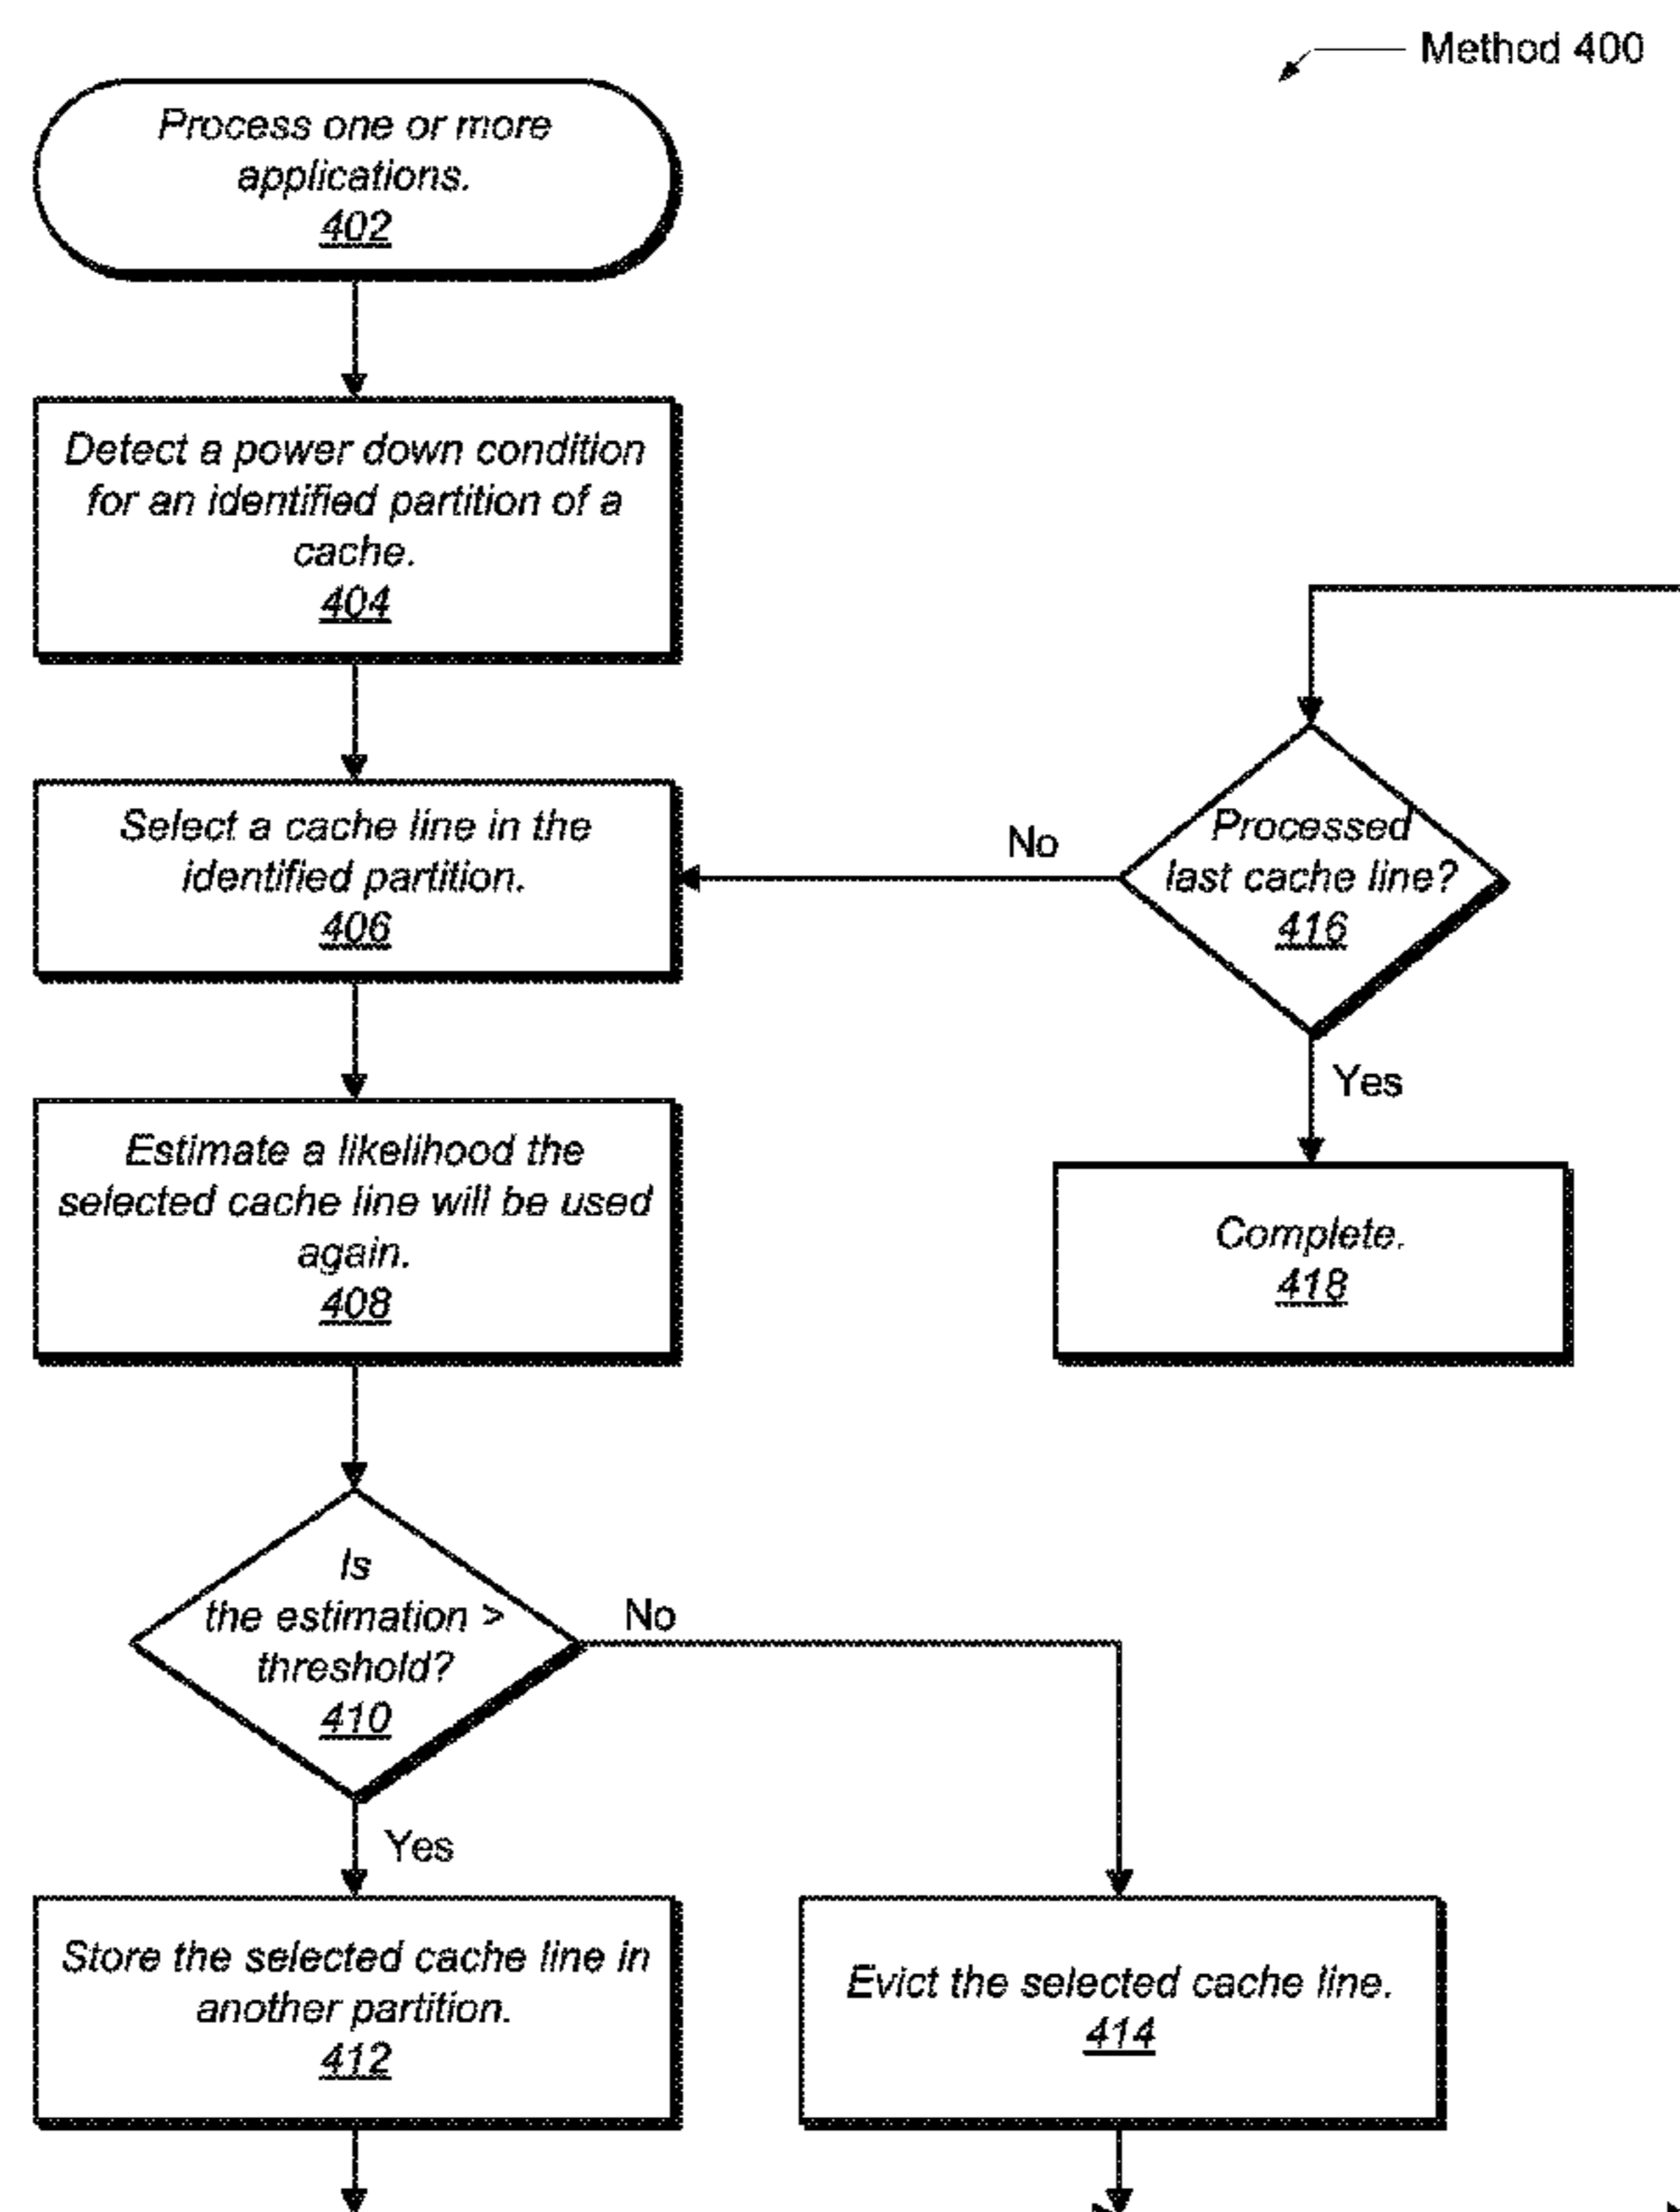 Method 400
Process one or more
applications.
402
Detect a power down condition
for an identified partition of a
cache.
404
Select a cache line in the
identified partition.
406
No
Processed
last cache line?
416
Yes
Estimate a likelihood the
selected cache line will be used
again.
408
Complete.
418
Is
the estimation >
threshold?
410
No
Yes
Store the selected cache line in
another partition.
412
Evict the selected cache line.
414